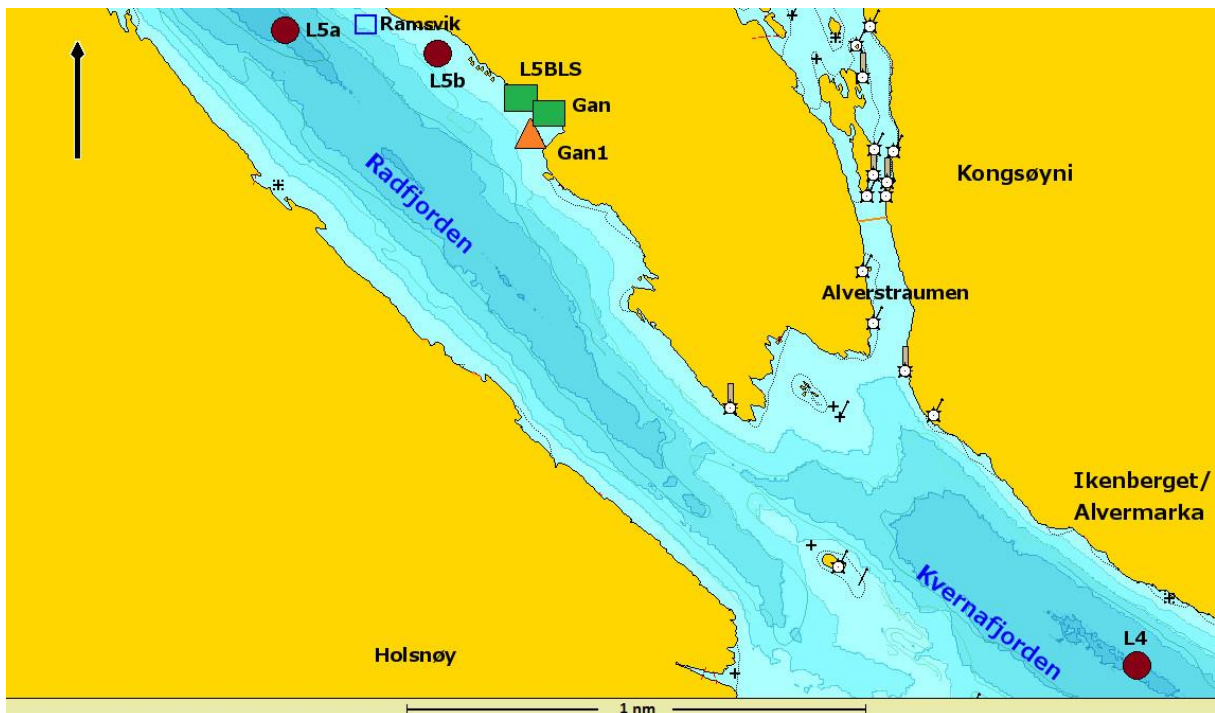 Ramsvik
L5a
L5b
L5BLS
Gan
Gan1
Radfjorden
Kongsøyni
Alverstraumen
Ikenberget/
Alvermarka
Kvernafjorden
L4
Holsnøy
1 nm